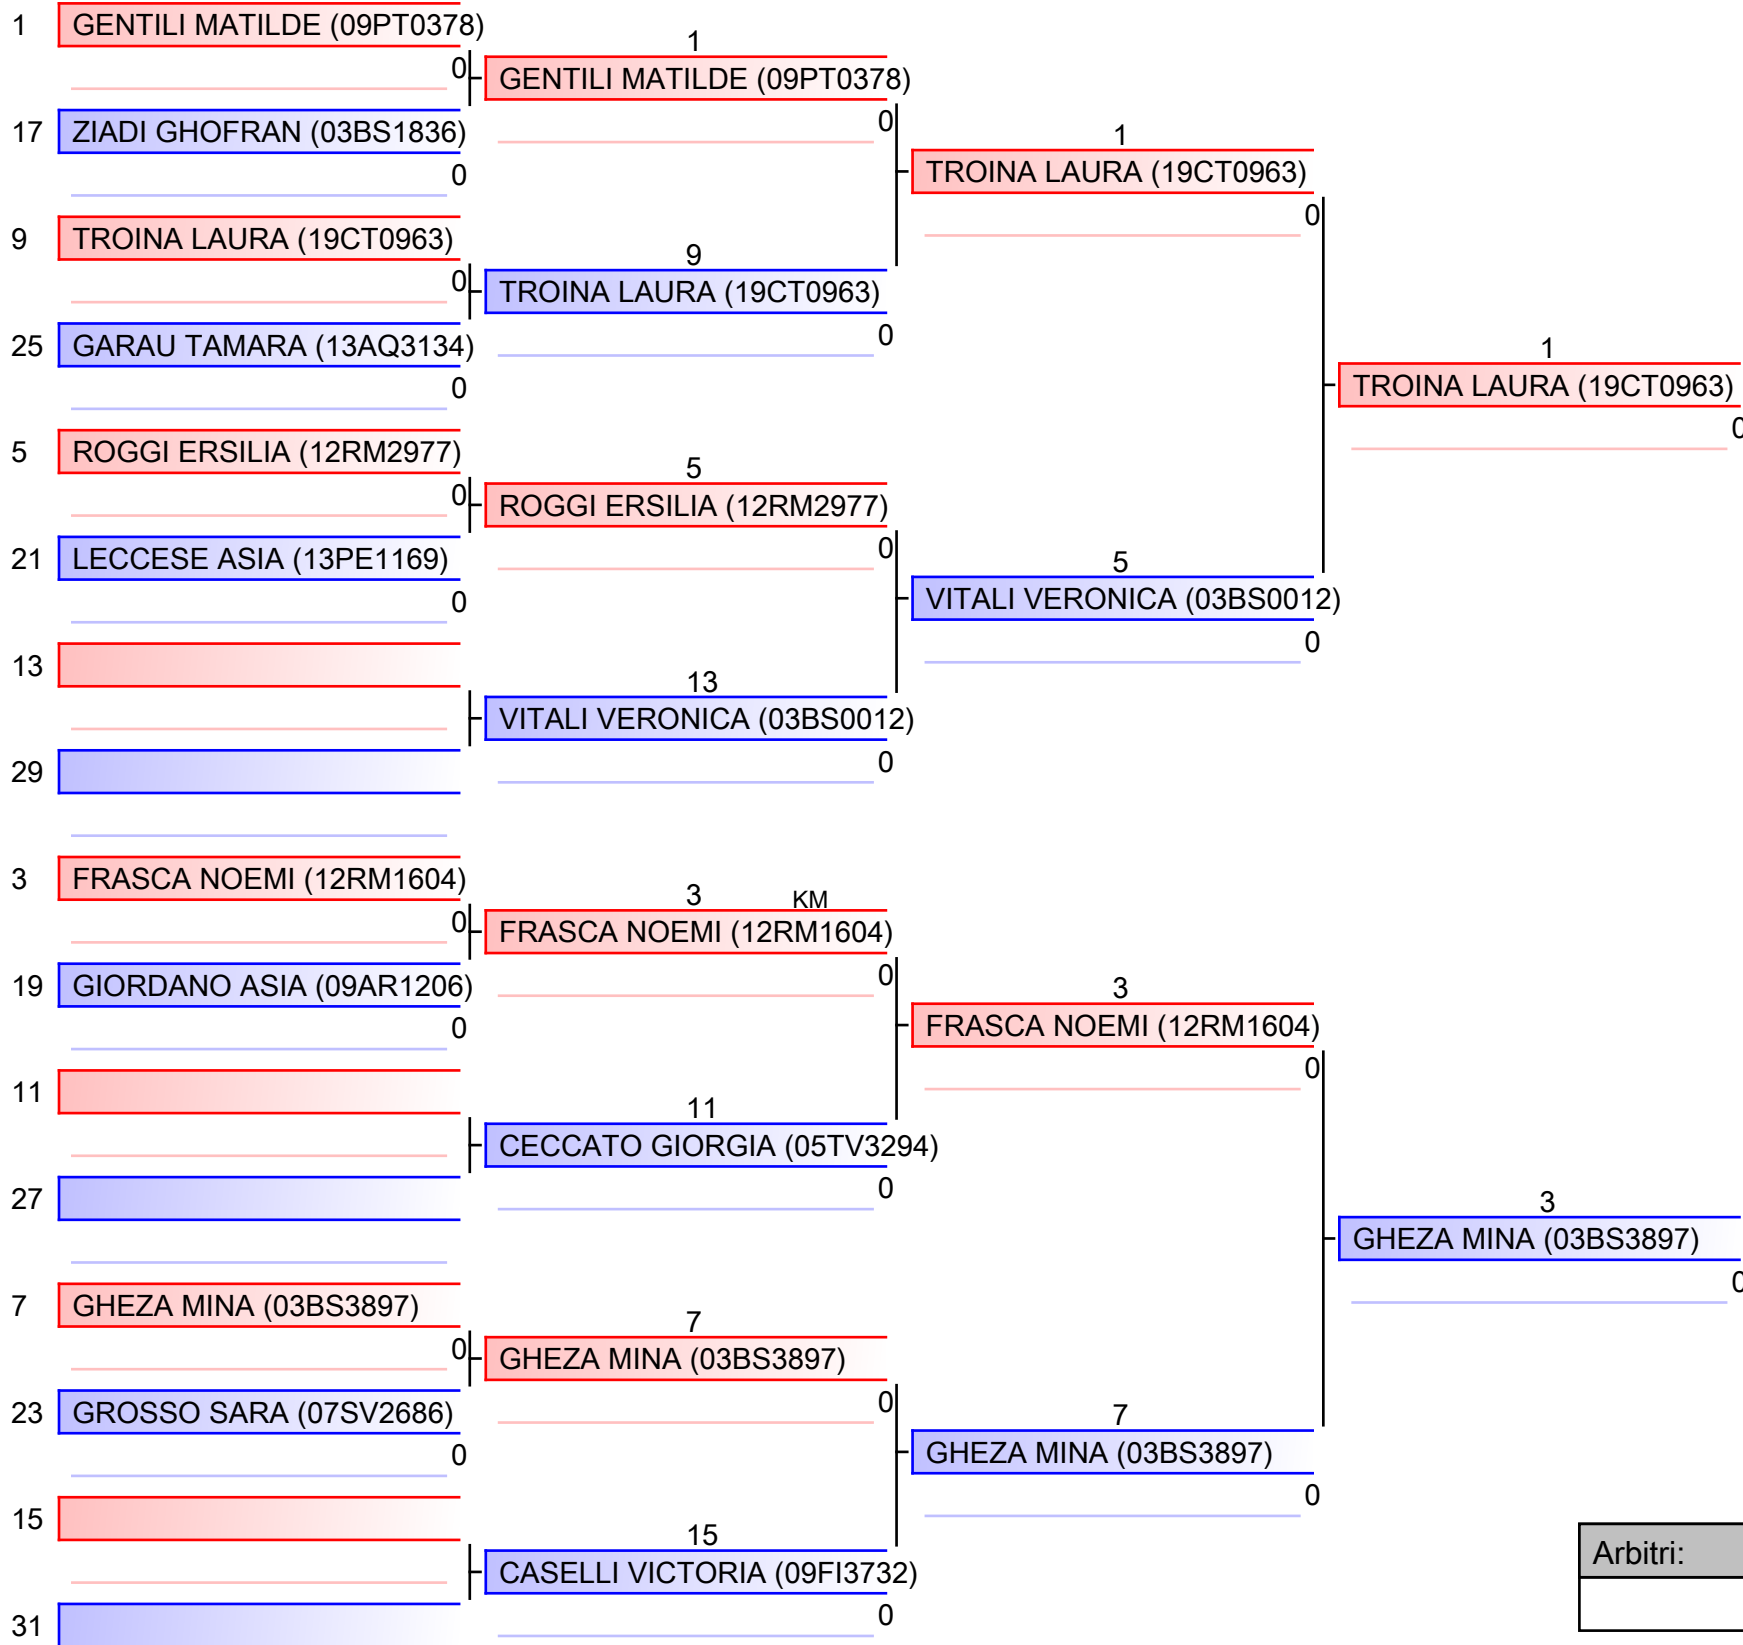 1 GENTILI MATILDE (09PT0378)
0
17 ZIADI GHOFRAN (03BS1836)
0
9 TROINA LAURA (19CT0963)
0
25 GARAU TAMARA (13AQ3134)
0
5 ROGGI ERSILIA (12RM2977)
0
21 LECCESE ASIA (13PE1169)
0
13
29
3 FRASCA NOEMI (12RM1604)
0
19 GIORDANO ASIA (09AR1206)
0
11
27
7 GHEZA MINA (03BS3897)
0
23 GROSSO SARA (07SV2686)
0
15
31
1
GENTILI MATILDE (09PT0378)
0
9
TROINA LAURA (19CT0963)
0
5
ROGGI ERSILIA (12RM2977)
0
13
VITALI VERONICA (03BS0012)
0
3 KM
FRASCA NOEMI (12RM1604)
0
11
CECCATO GIORGIA (05TV3294)
0
7
GHEZA MINA (03BS3897)
0
15
CASELLI VICTORIA (09FI3732)
0
1
TROINA LAURA (19CT0963)
0
5
VITALI VERONICA (03BS0012)
0
3
FRASCA NOEMI (12RM1604)
0
7
GHEZA MINA (03BS3897)
0
1
TROINA LAURA (19CT0963)
0
3
GHEZA MINA (03BS3897)
0
Arbitri: